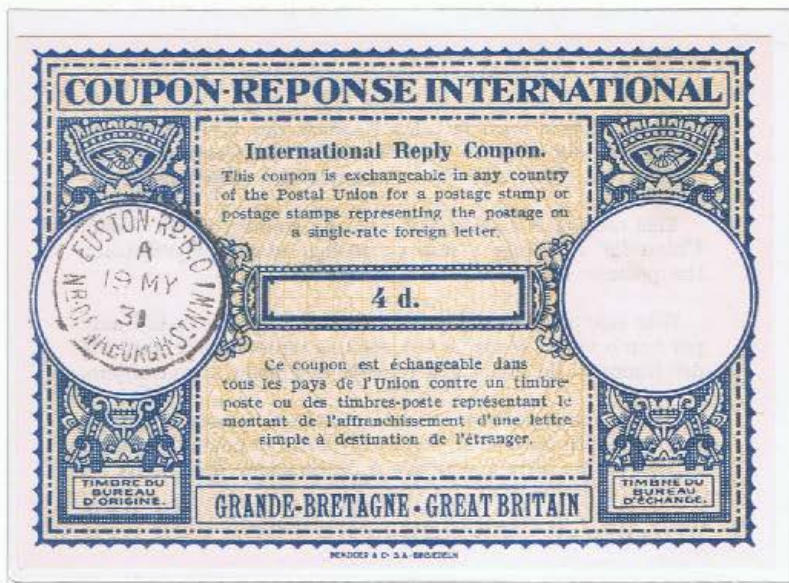 COUPON-REPONSE INTERNATIONAL
International Reply Coupon.
This coupon is exchangeable in any country
of the Postal Union for a postage stamp or
postage stamps representing the postage on
a single-rate foreign letter.
EUSTON·RD.B.O
A
19 MY
31
4 d.
Ce coupon est échangeable dans
tous les pays de l'Union contre un timbre-
poste ou des timbres-poste représentant le
montant de l'affranchissement d'une lettre
simple à destination de l'étranger.
TIMBRE DU
BUREAU
D'ORIGINE.
TIMBRE DU
BUREAU
D'ÉCHANGE.
GRANDE-BRETAGNE · GREAT BRITAIN